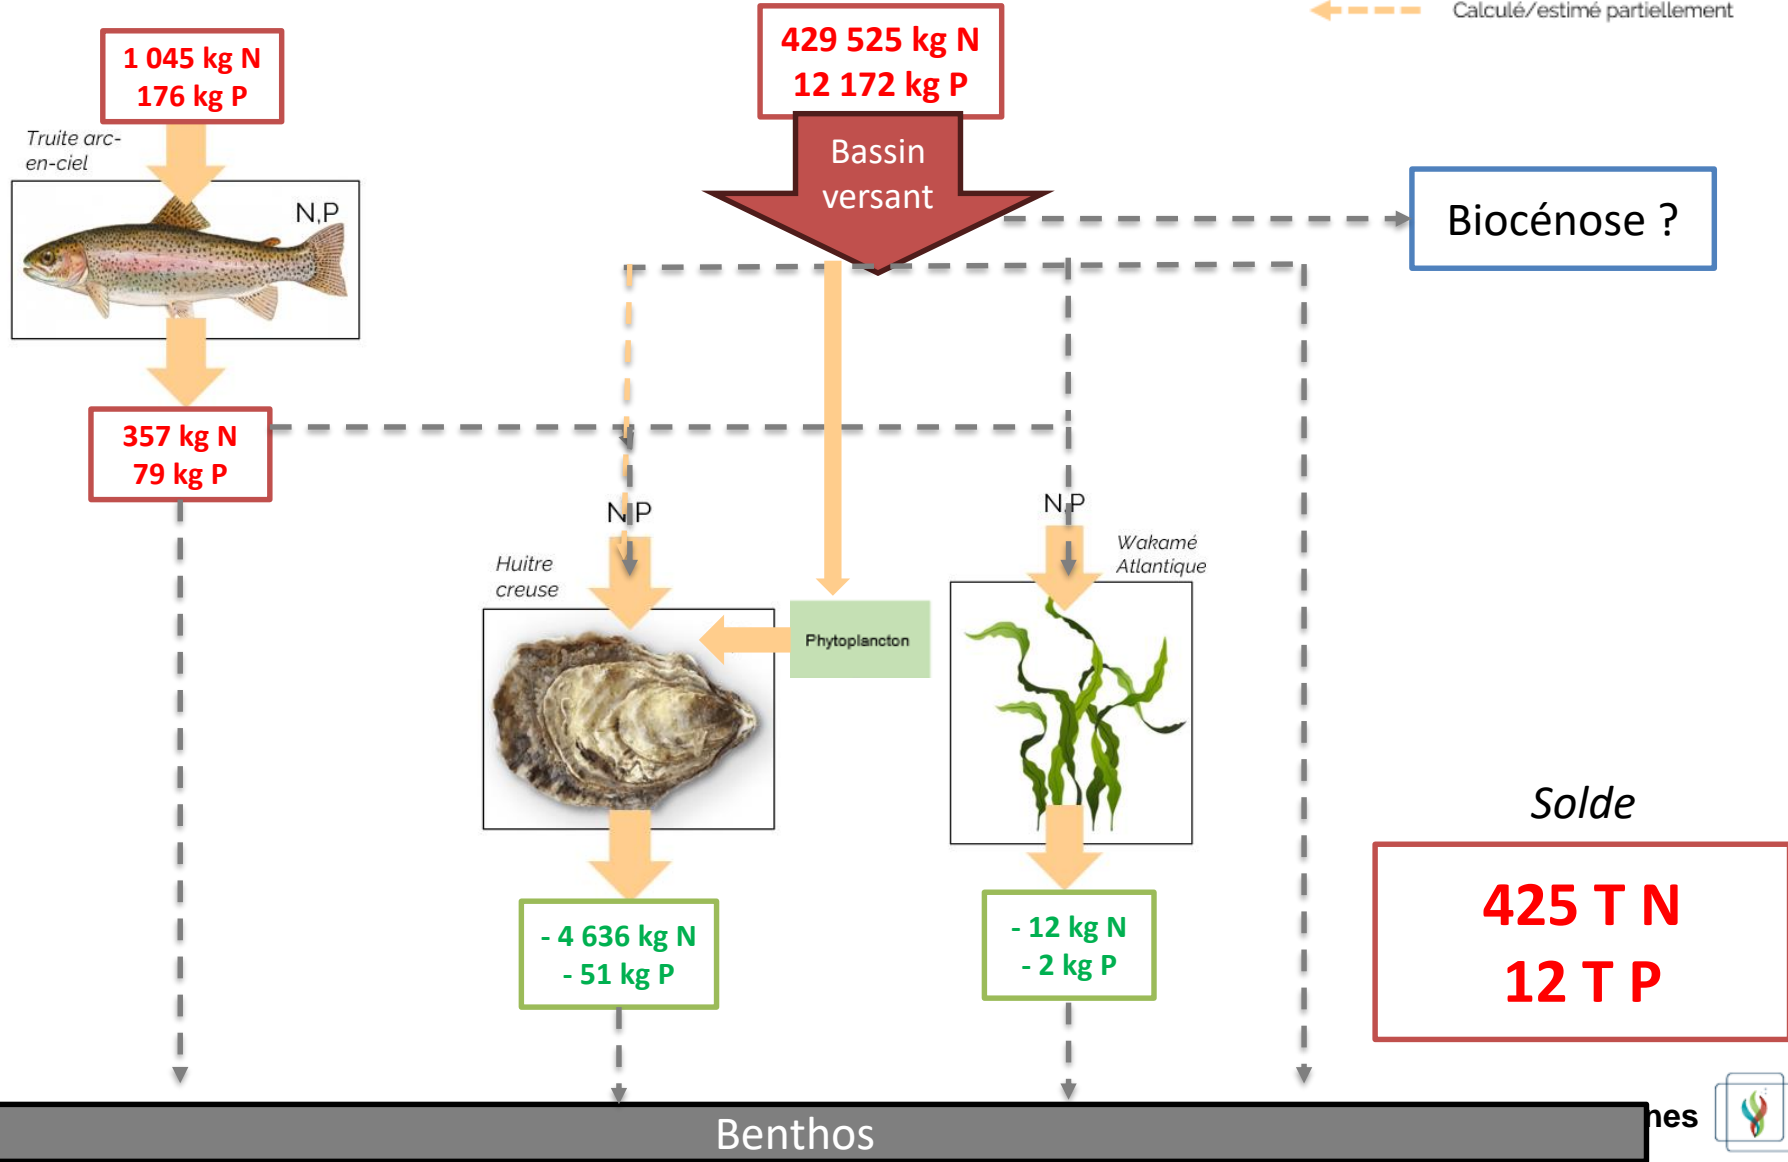 Calculé/estimé partiellement
1 045 kg N
176 kg P
429 525 kg N
12 172 kg P
Truite arc-
en-ciel
N,P
Bassin
versant
Biocénose ?
357 kg N
79 kg P
N,P
N,P
Huitre
creuse
Wakamé
Atlantique
Phytoplancton
Solde
425 T N
12 T P
- 4 636 kg N
- 51 kg P
- 12 kg N
- 2 kg P
nes
Benthos